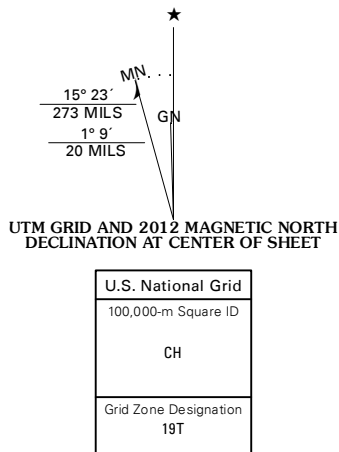 ★
MN
15° 23´
273 MILS
GN
1° 9´
20 MILS
UTM GRID AND 2012 MAGNETIC NORTH
DECLINATION AT CENTER OF SHEET
U.S. National Grid
100,000-m Square ID
CH
Grid Zone Designation
19T